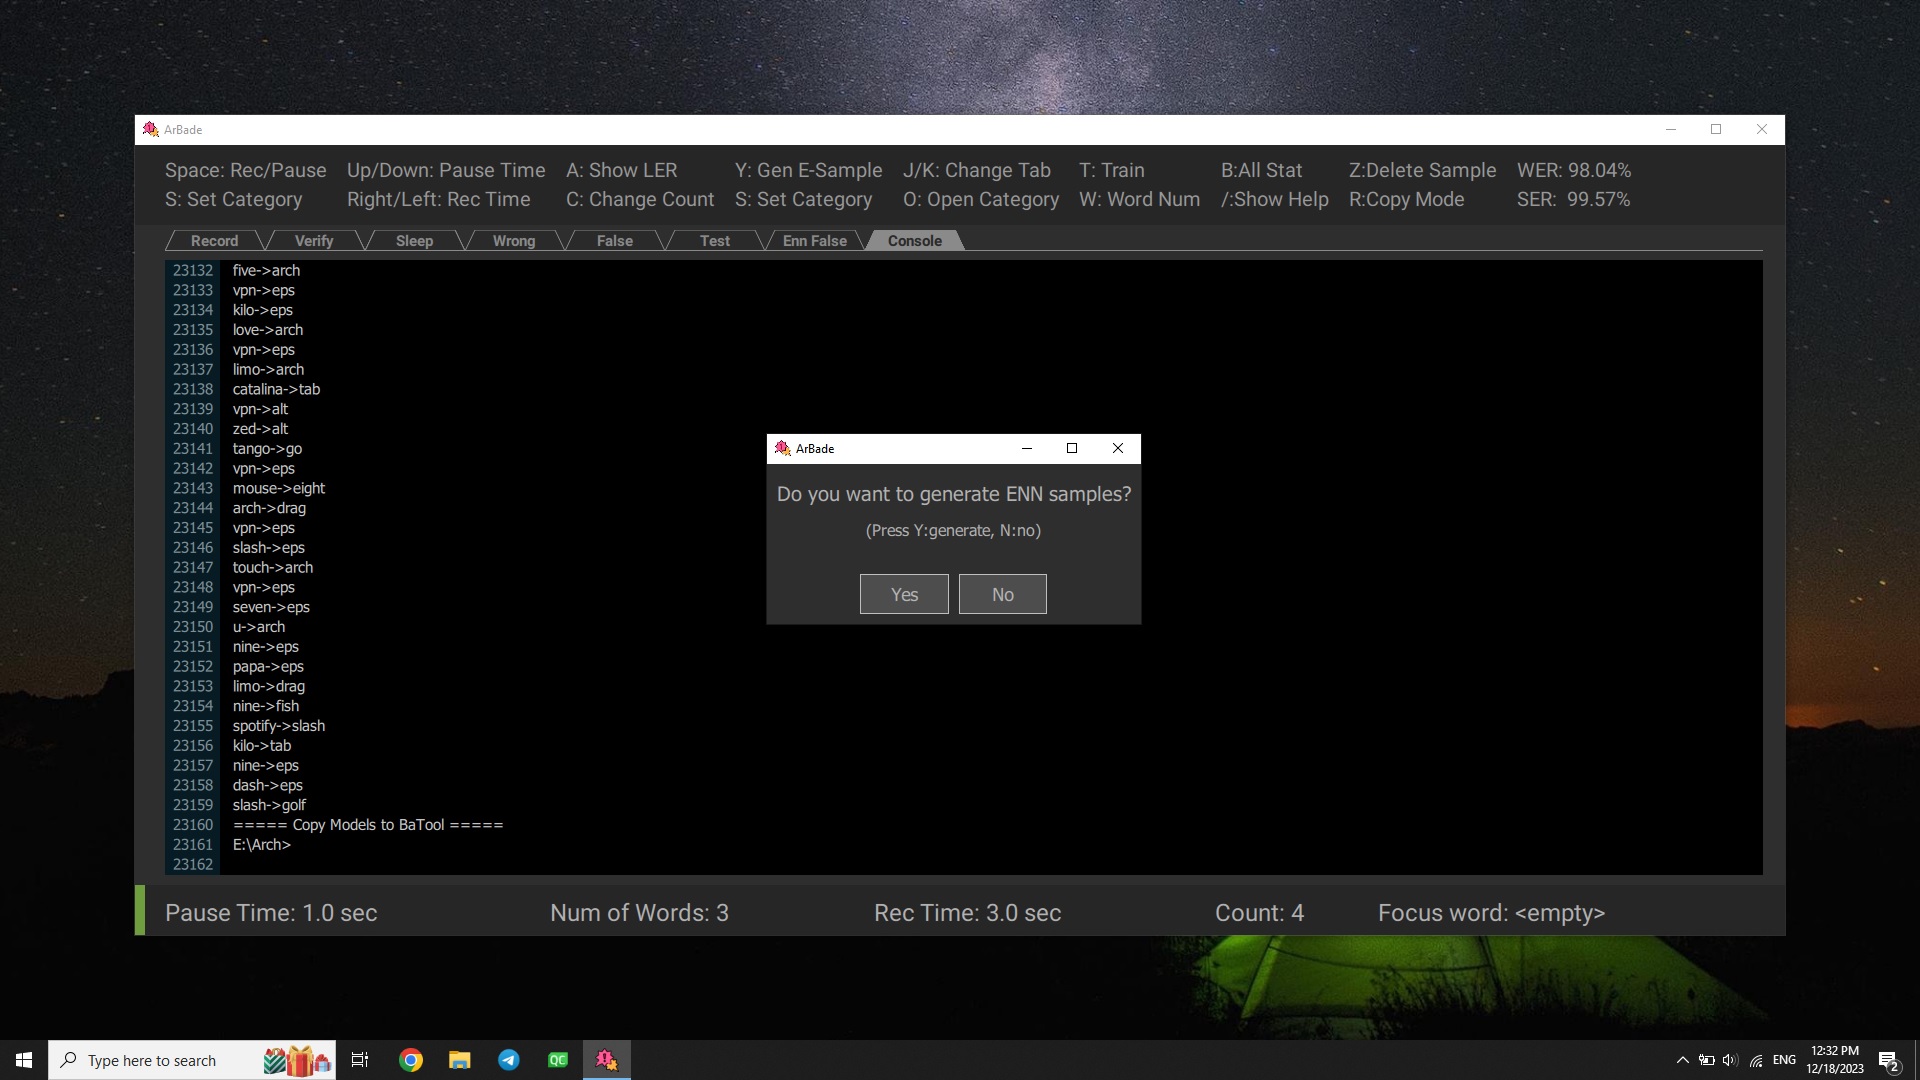 ArBade
Space: Rec/Pause Up/Down: Pause Time A: Show LER Y: Gen E-Sample J/K: Change Tab T: Train B:All Stat Z:Delete Sample WER: 98.04%
S: Set Category Right/Left: Rec Time C: Change Count S: Set Category O: Open Category W: Word Num /:Show Help R:Copy Mode SER: 99.57%
Record Verify Sleep Wrong False Test Enn False Console
23132 five->arch
23133 vpn->eps
23134 kilo->eps
23135 love->arch
23136 vpn->eps
23137 limo->arch
23138 catalina->tab
23139 vpn->alt
23140 zed->alt
23141 tango->go
23142 vpn->eps
23143 mouse->eight
23144 arch->drag
23145 vpn->eps
23146 slash->eps
23147 touch->arch
23148 vpn->eps
23149 seven->eps
23150 u->arch
23151 nine->eps
23152 papa->eps
23153 limo->drag
23154 nine->fish
23155 spotify->slash
23156 kilo->tab
23157 nine->eps
23158 dash->eps
23159 slash->golf
23160 ===== Copy Models to BaTool =====
23161 E:\Arch>
23162
ArBade
Do you want to generate ENN samples?
(Press Y:generate, N:no)
Yes No
Pause Time: 1.0 sec Num of Words: 3 Rec Time: 3.0 sec Count: 4 Focus word: <empty>
Type here to search
QC
ENG
12:32 PM
12/18/2023
2